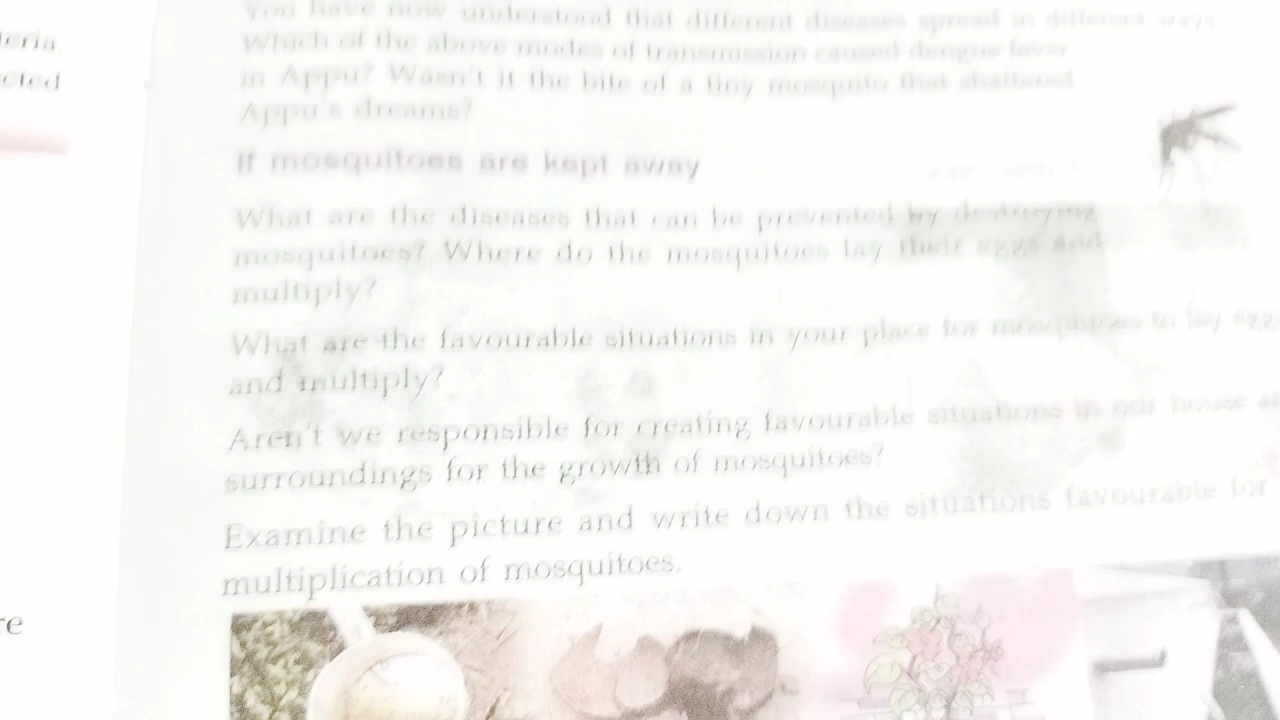 leria
cted
You have now understood that different diseases spread in different ways
Which of the above modes of transmission caused dengue fever
in Appu? Wasn't it the bite of a tiny mosquito that shattered
Appu's dreams?
If mosquitoes are kept away
What are the diseases that can be prevented by destroying
mosquitoes? Where do the mosquitoes lay their eggs and
multiply?
What are the favourable situations in your place for mosquitoes to lay eggs
and multiply?
Aren't we responsible for creating favourable situations in our house
surroundings for the growth of mosquitoes?
Examine the picture and write down the situations favourable for
multiplication of mosquitoes.
re